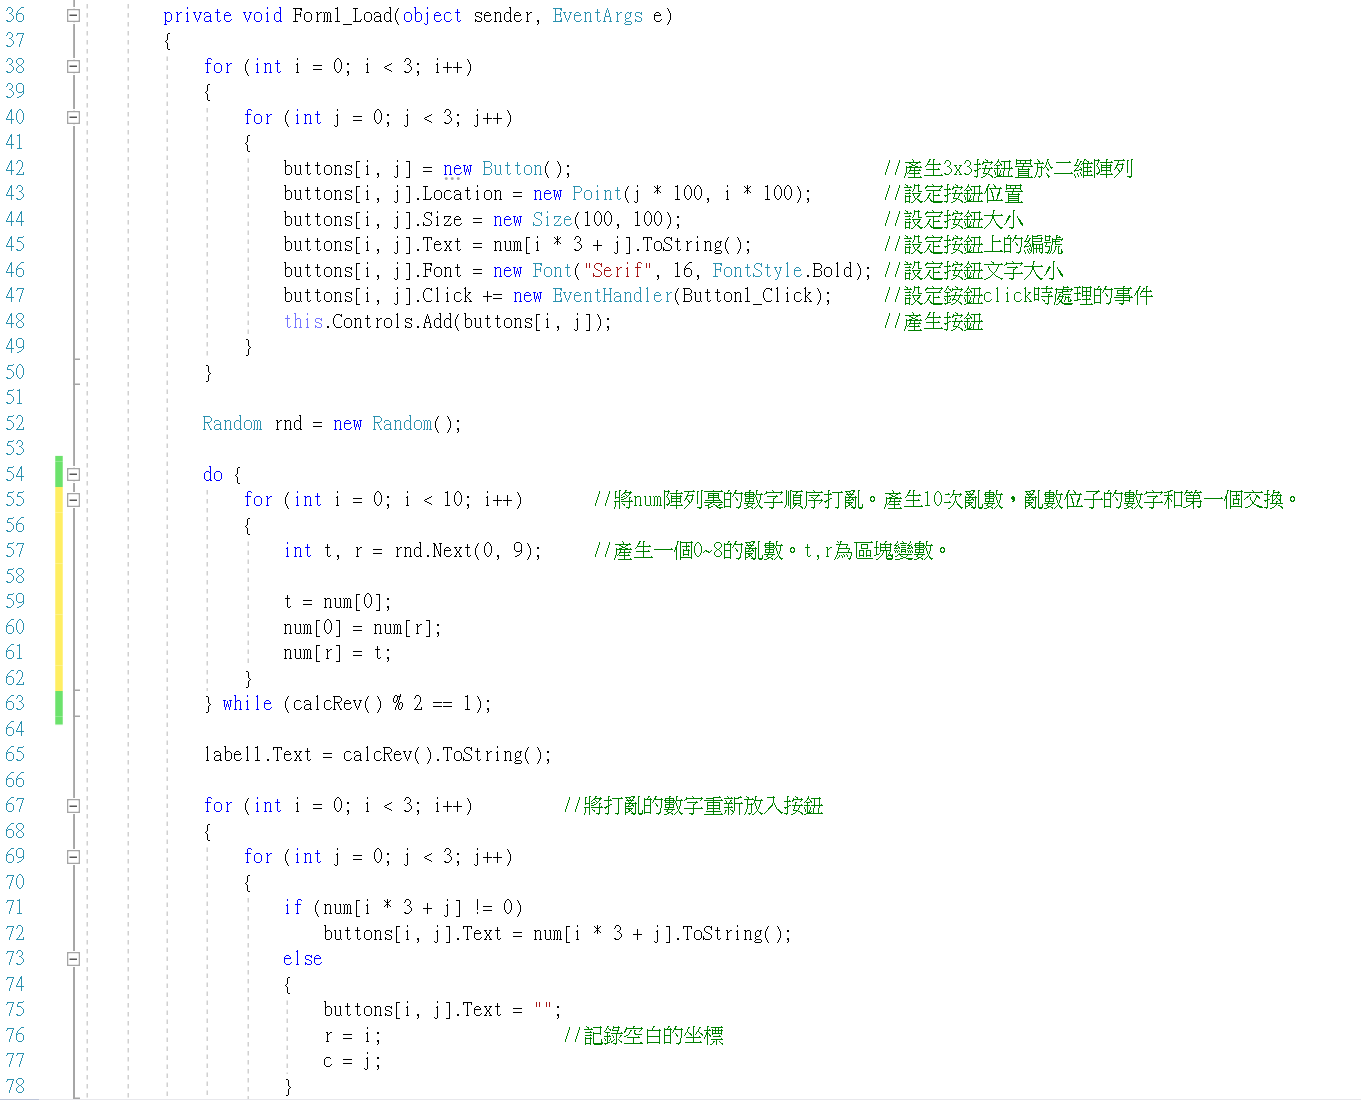 36 private void Form1_Load(object sender, EventArgs e)
37 {
38 for (int i = 0; i < 3; i++)
39 {
40 for (int j = 0; j < 3; j++)
41 {
42 buttons[i, j] = new Button(); //產生3x3按鈕置於二維陣列
43 buttons[i, j].Location = new Point(j * 100, i * 100); //設定按鈕位置
44 buttons[i, j].Size = new Size(100, 100); //設定按鈕大小
45 buttons[i, j].Text = num[i * 3 + j].ToString(); //設定按鈕上的編號
46 buttons[i, j].Font = new Font("Serif", 16, FontStyle.Bold); //設定按鈕文字大小
47 buttons[i, j].Click += new EventHandler(Button1_Click); //設定銨鈕click時處理的事件
48 this.Controls.Add(buttons[i, j]); //產生按鈕
49 }
50 }
51
52 Random rnd = new Random();
53
54 do {
55 for (int i = 0; i < 10; i++) //將num陣列裏的數字順序打亂。產生10次亂數，亂數位子的數字和第一個交換。
56 {
57 int t, r = rnd.Next(0, 9); //產生一個0~8的亂數。t,r為區塊變數。
58
59 t = num[0];
60 num[0] = num[r];
61 num[r] = t;
62 }
63 } while (calcRev() % 2 == 1);
64
65 label1.Text = calcRev().ToString();
66
67 for (int i = 0; i < 3; i++) //將打亂的數字重新放入按鈕
68 {
69 for (int j = 0; j < 3; j++)
70 {
71 if (num[i * 3 + j] != 0)
72 buttons[i, j].Text = num[i * 3 + j].ToString();
73 else
74 {
75 buttons[i, j].Text = "";
76 r = i; //記錄空白的坐標
77 c = j;
78 }